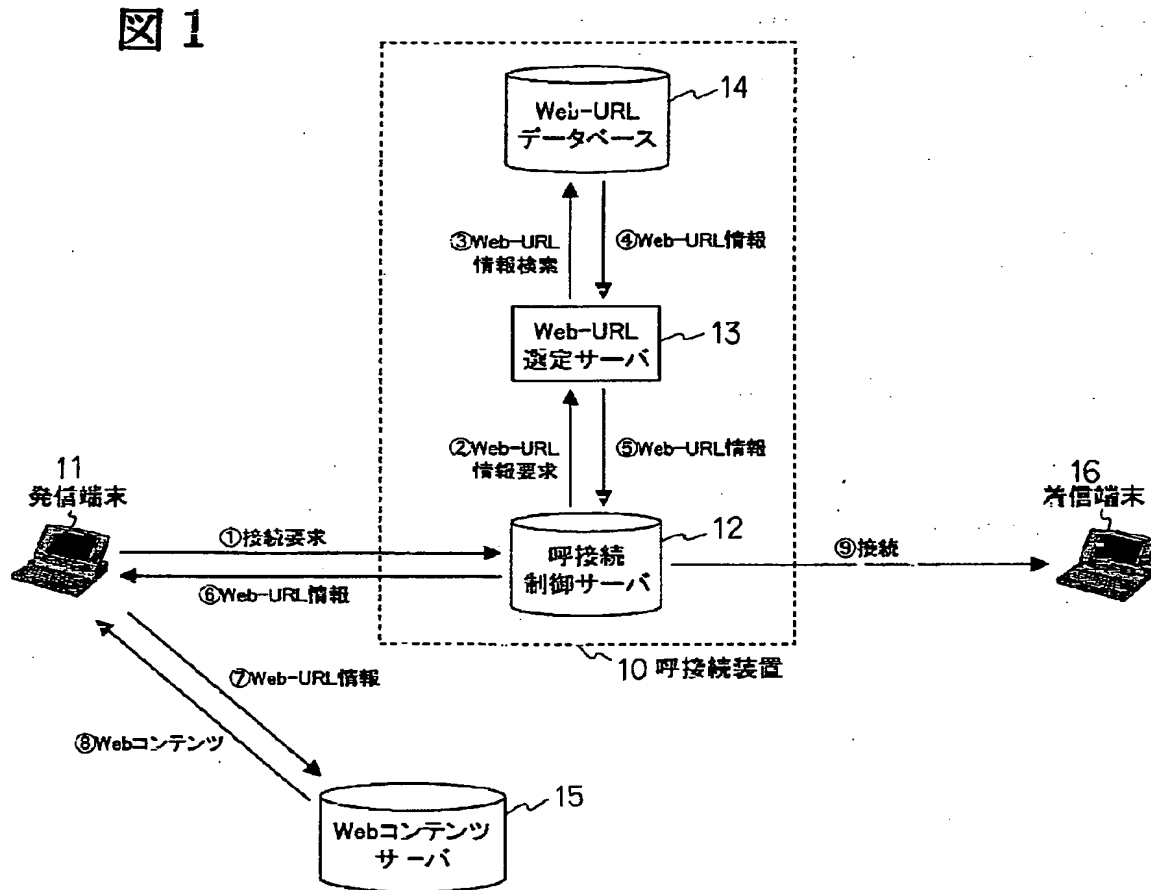 図 1
14
Web-URL
データベース
③Web-URL
情報検索
④Web-URL情報
Web-URL
選定サーバ
13
②Web-URL
情報要求
⑤Web-URL情報
11
発信端末
①接続要求
呼接続
制御サーバ
12
⑨接続
16
着信端末
⑥Web-URL情報
10 呼接続装置
⑦Web-URL情報
⑧Webコンテンツ
15
Webコンテンツ
サーバ